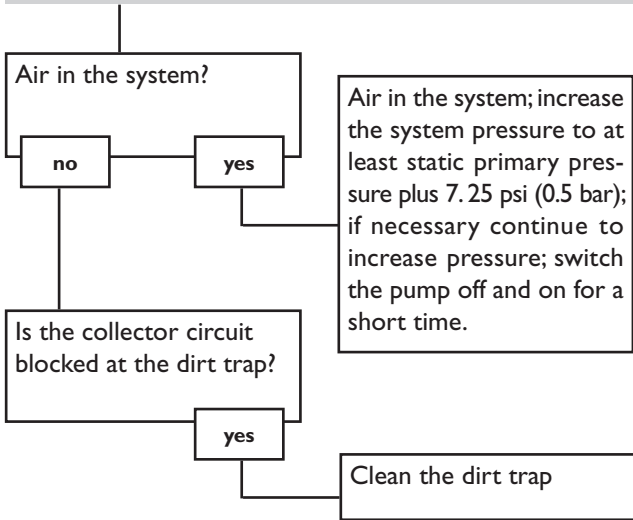 Air in the system?
no
yes
Air in the system; increase
the system pressure to at
least static primary pres-
sure plus 7. 25 psi (0.5 bar);
if necessary continue to
increase pressure; switch
the pump off and on for a
short time.
Is the collector circuit
blocked at the dirt trap?
yes
Clean the dirt trap